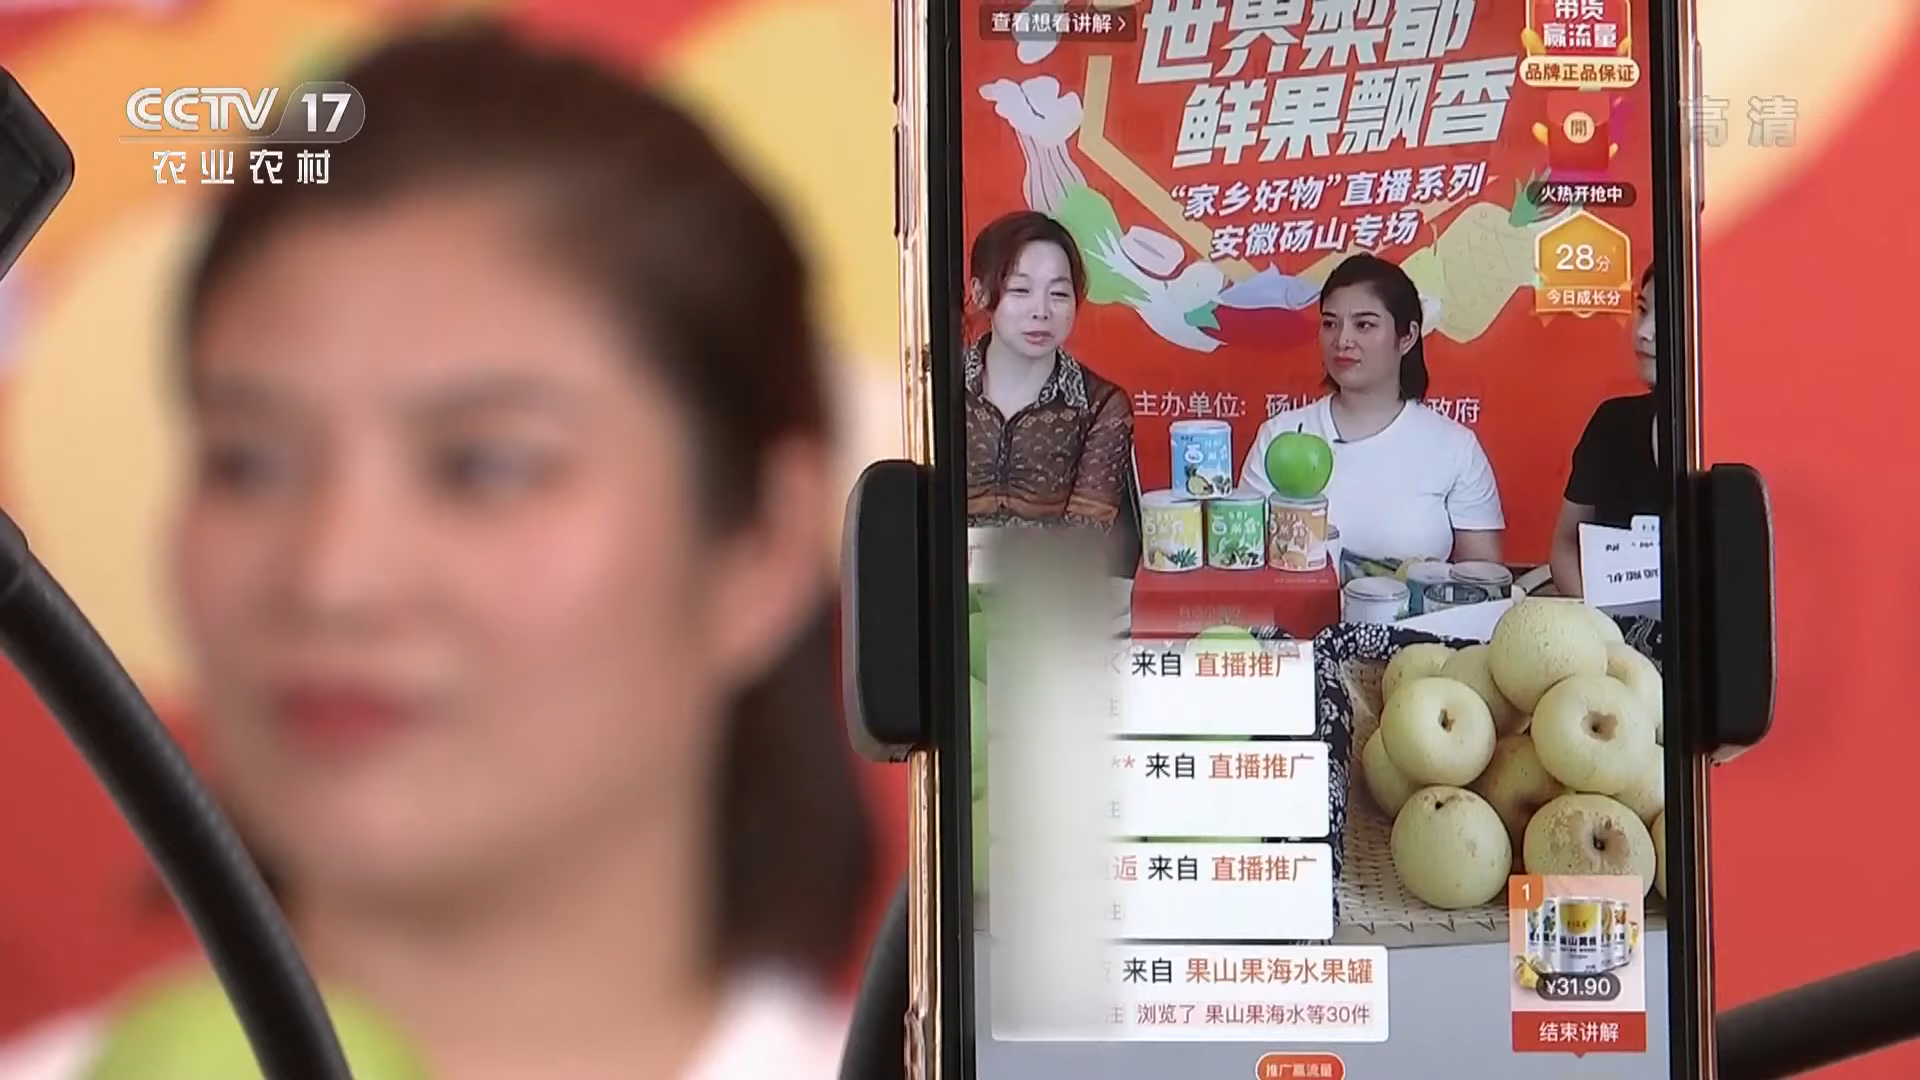 CCTV 17
农业农村
高清
查看想看讲解 >
世界梨都
鲜果飘香
“家乡好物”直播系列
安徽砀山专场
主办单位: 砀山
政府
带货
赢流量
品牌正品保证
開
火热开抢中
28分
今日成长分
来自 直播推广
** 来自 直播推广
逅 来自 直播推广
来自 果山果海水果罐
浏览了 果山果海水等30件
1
¥31.90
结束讲解
推广赢流量